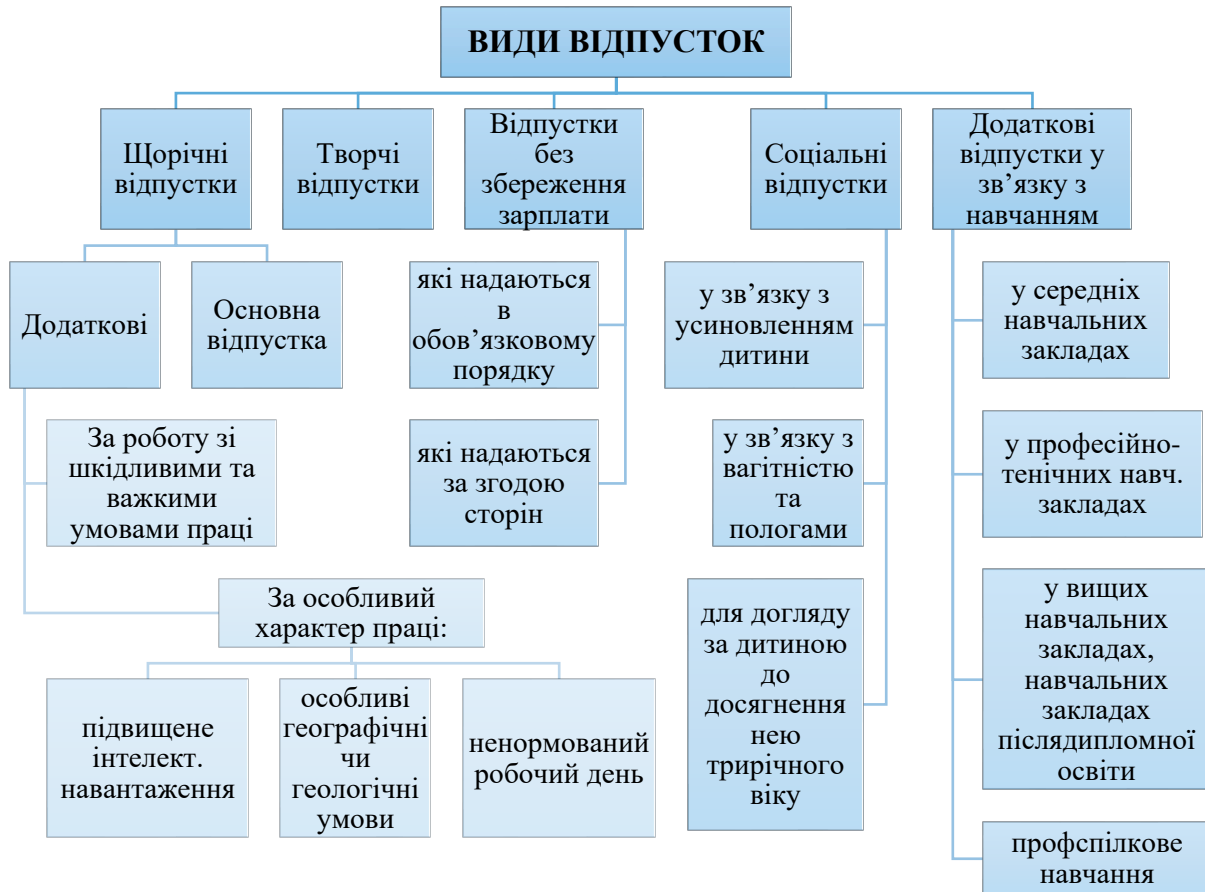 ВИДИ ВІДПУСТОК
Щорічні
відпустки
Творчі
відпустки
Відпустки
без
збереження
зарплати
Соціальні
відпустки
Додаткові
відпустки у
зв’язку з
навчанням
Додаткові
Основна
відпустка
які надаються
в
обов’язковому
порядку
у зв’язку з
усиновленням
дитини
у середніх
навчальних
закладах
За роботу зі
шкідливими та
важкими
умовами праці
які надаються
за згодою
сторін
у зв’язку з
вагітністю
та
пологами
у професійно-
тенічних навч.
закладах
За особливий
характер праці:
для догляду
за дитиною
до
досягнення
нею
трирічного
віку
у вищих
навчальних
закладах,
навчальних
закладах
післядипломної
освіти
підвищене
інтелект.
навантаження
особливі
географічні
чи
геологічні
умови
ненормований
робочий день
профспілкове
навчання